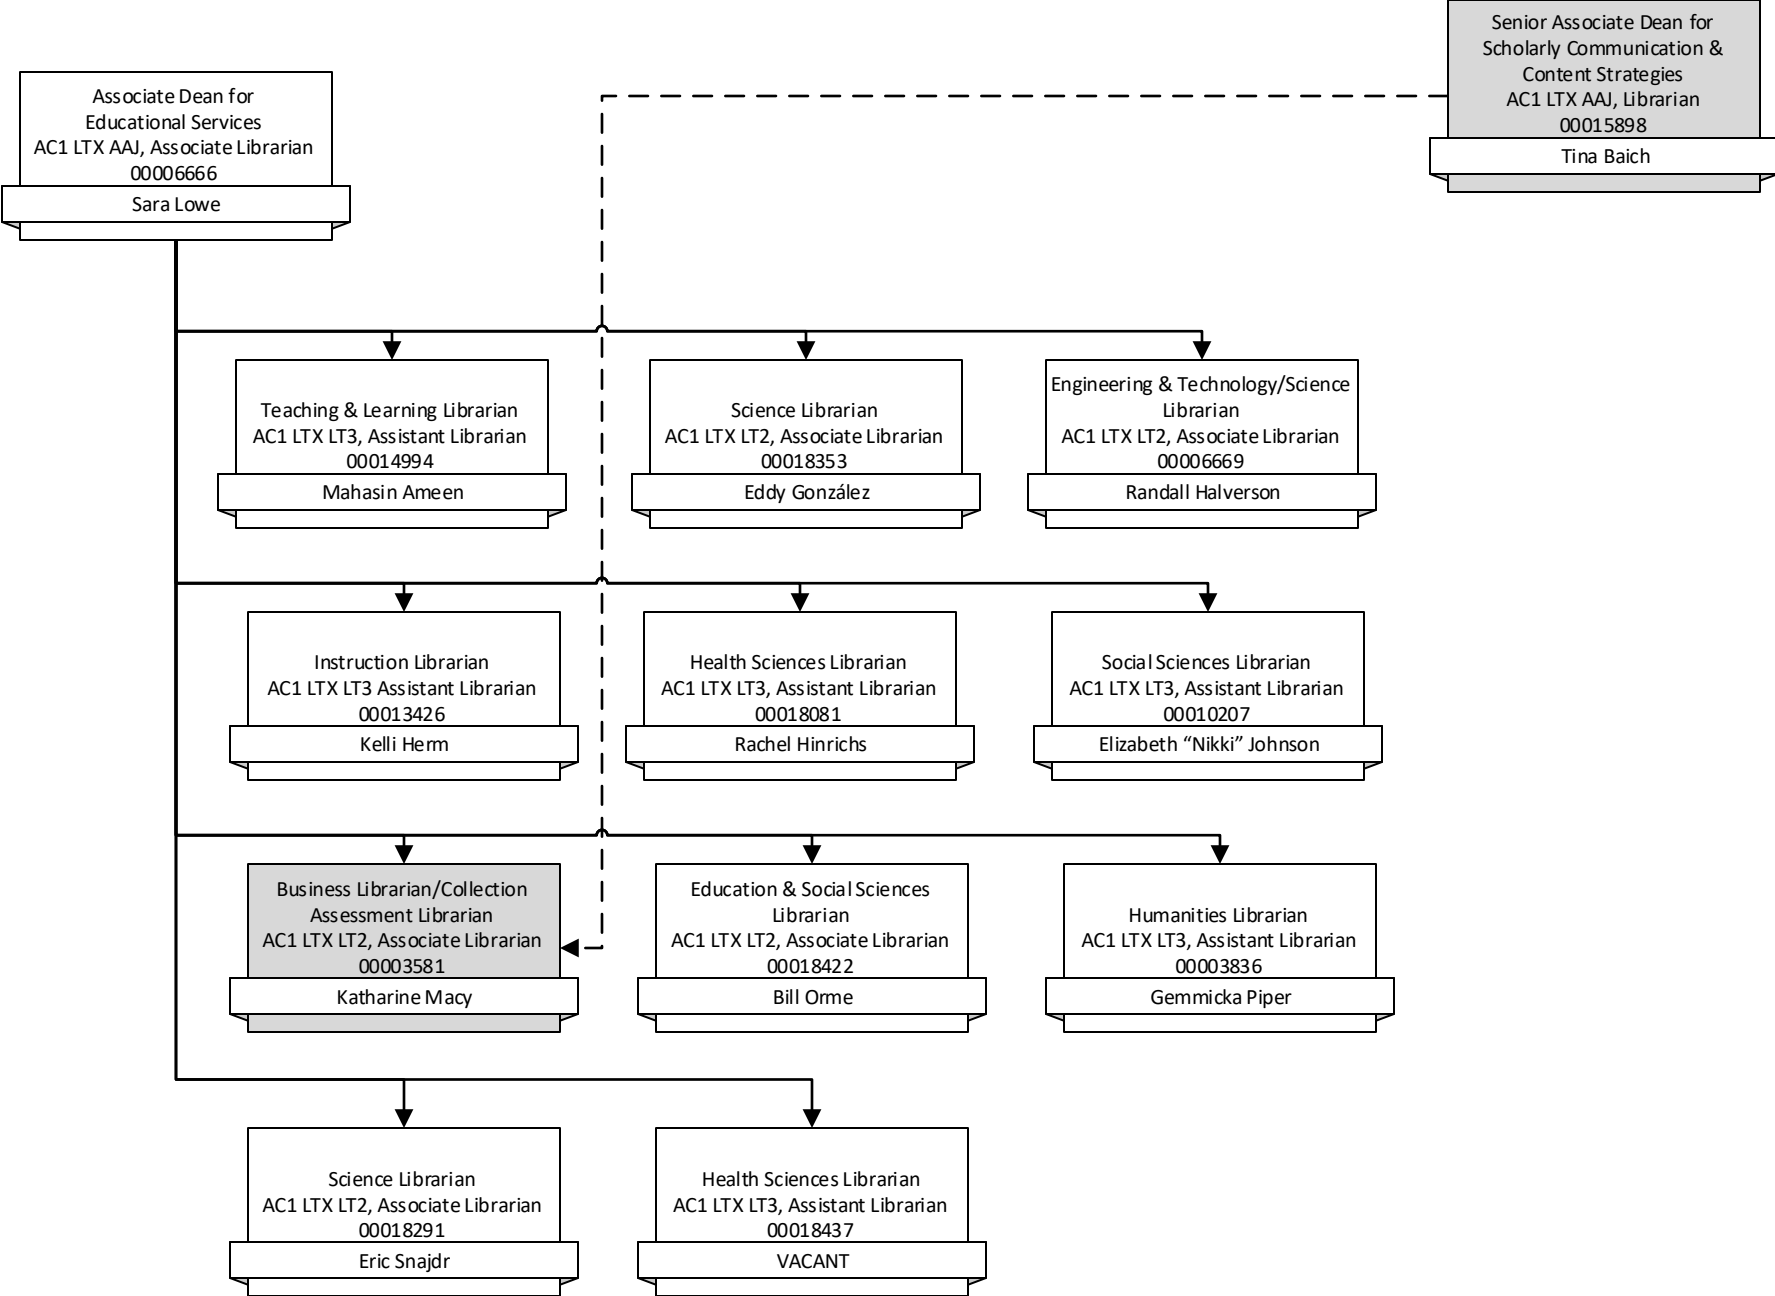 Senior Associate Dean for
Scholarly Communication &
Content Strategies
AC1 LTX AAJ, Librarian
00015898
Tina Baich
Associate Dean for
Educational Services
AC1 LTX AAJ, Associate Librarian
00006666
Sara Lowe
Teaching & Learning Librarian
AC1 LTX LT3, Assistant Librarian
00014994
Mahasin Ameen
Science Librarian
AC1 LTX LT2, Associate Librarian
00018353
Eddy González
Engineering & Technology/Science
Librarian
AC1 LTX LT2, Associate Librarian
00006669
Randall Halverson
Instruction Librarian
AC1 LTX LT3 Assistant Librarian
00013426
Kelli Herm
Health Sciences Librarian
AC1 LTX LT3, Assistant Librarian
00018081
Rachel Hinrichs
Social Sciences Librarian
AC1 LTX LT3, Assistant Librarian
00010207
Elizabeth “Nikki” Johnson
Business Librarian/Collection
Assessment Librarian
AC1 LTX LT2, Associate Librarian
00003581
Katharine Macy
Education & Social Sciences
Librarian
AC1 LTX LT2, Associate Librarian
00018422
Bill Orme
Humanities Librarian
AC1 LTX LT3, Assistant Librarian
00003836
Gemmicka Piper
Science Librarian
AC1 LTX LT2, Associate Librarian
00018291
Eric Snajdr
Health Sciences Librarian
AC1 LTX LT3, Assistant Librarian
00018437
VACANT